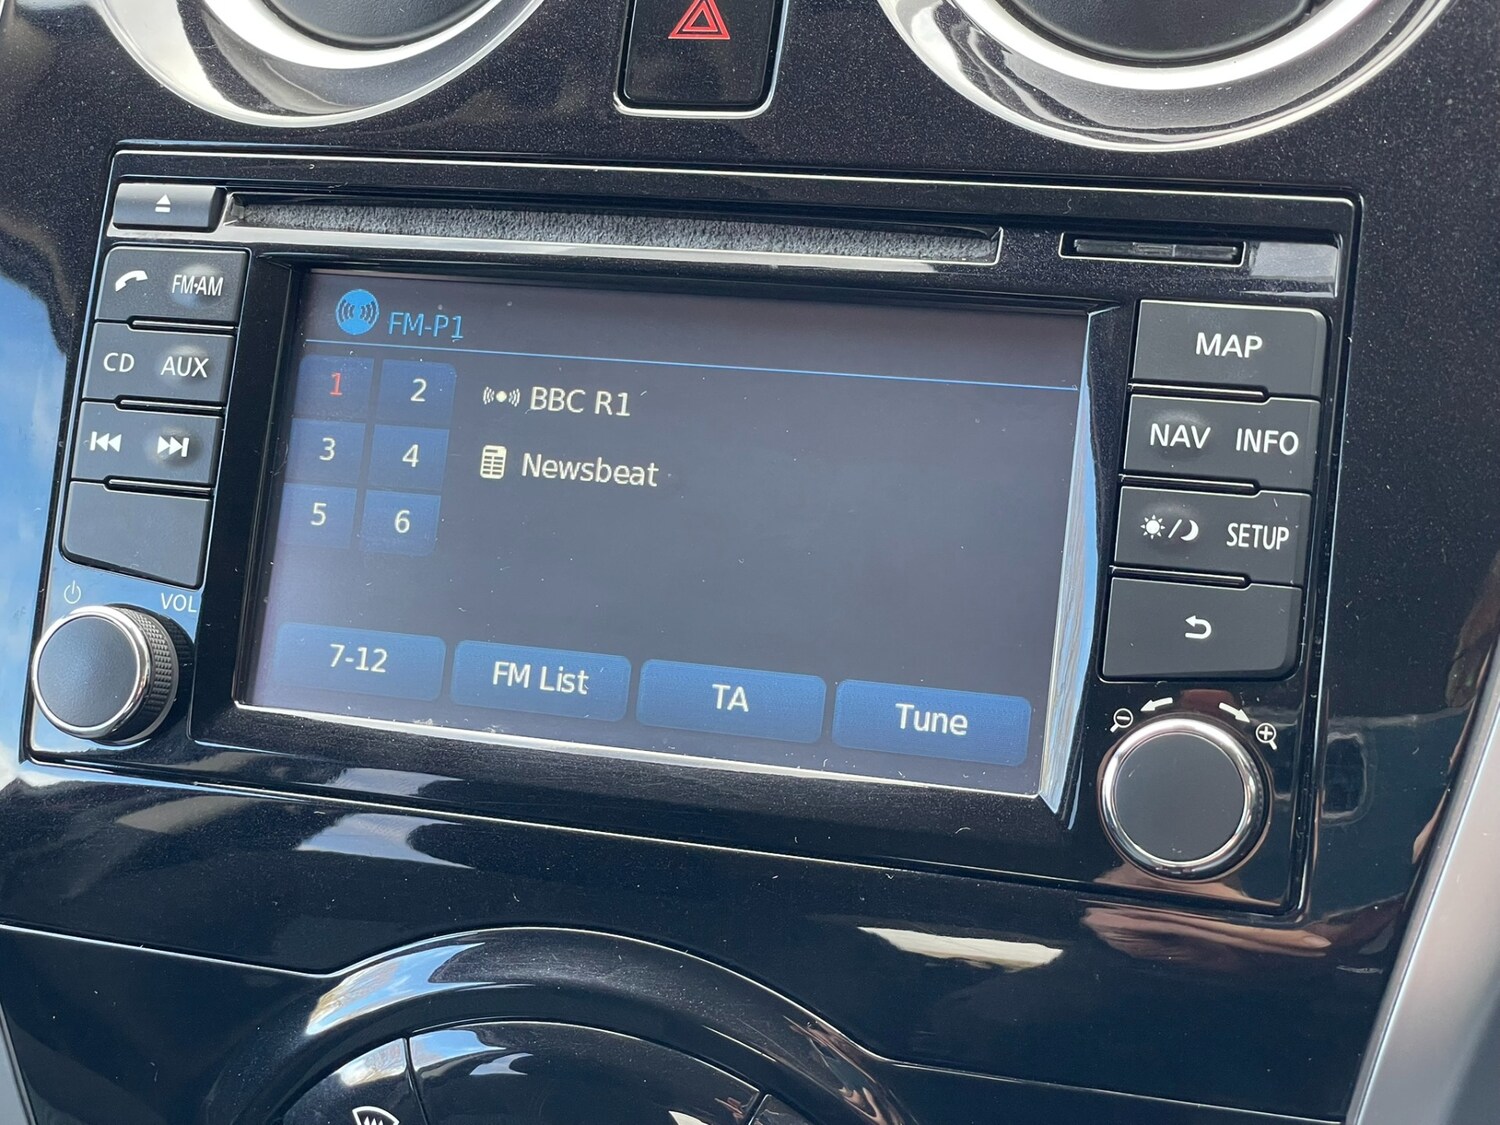 FM·AM
CD AUX
VOL
FM-P1
1 2
3 4
5 6
BBC R1
Newsbeat
7-12 FM List TA Tune
MAP
NAV INFO
SETUP